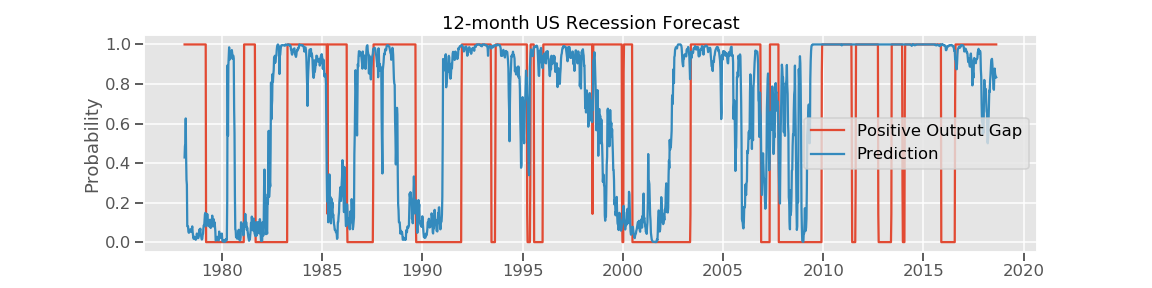 12-month US Recession Forecast
Probability
1.0
0.8
0.6
0.4
0.2
0.0
Positive Output Gap
Prediction
1980 1985 1990 1995 2000 2005 2010 2015 2020